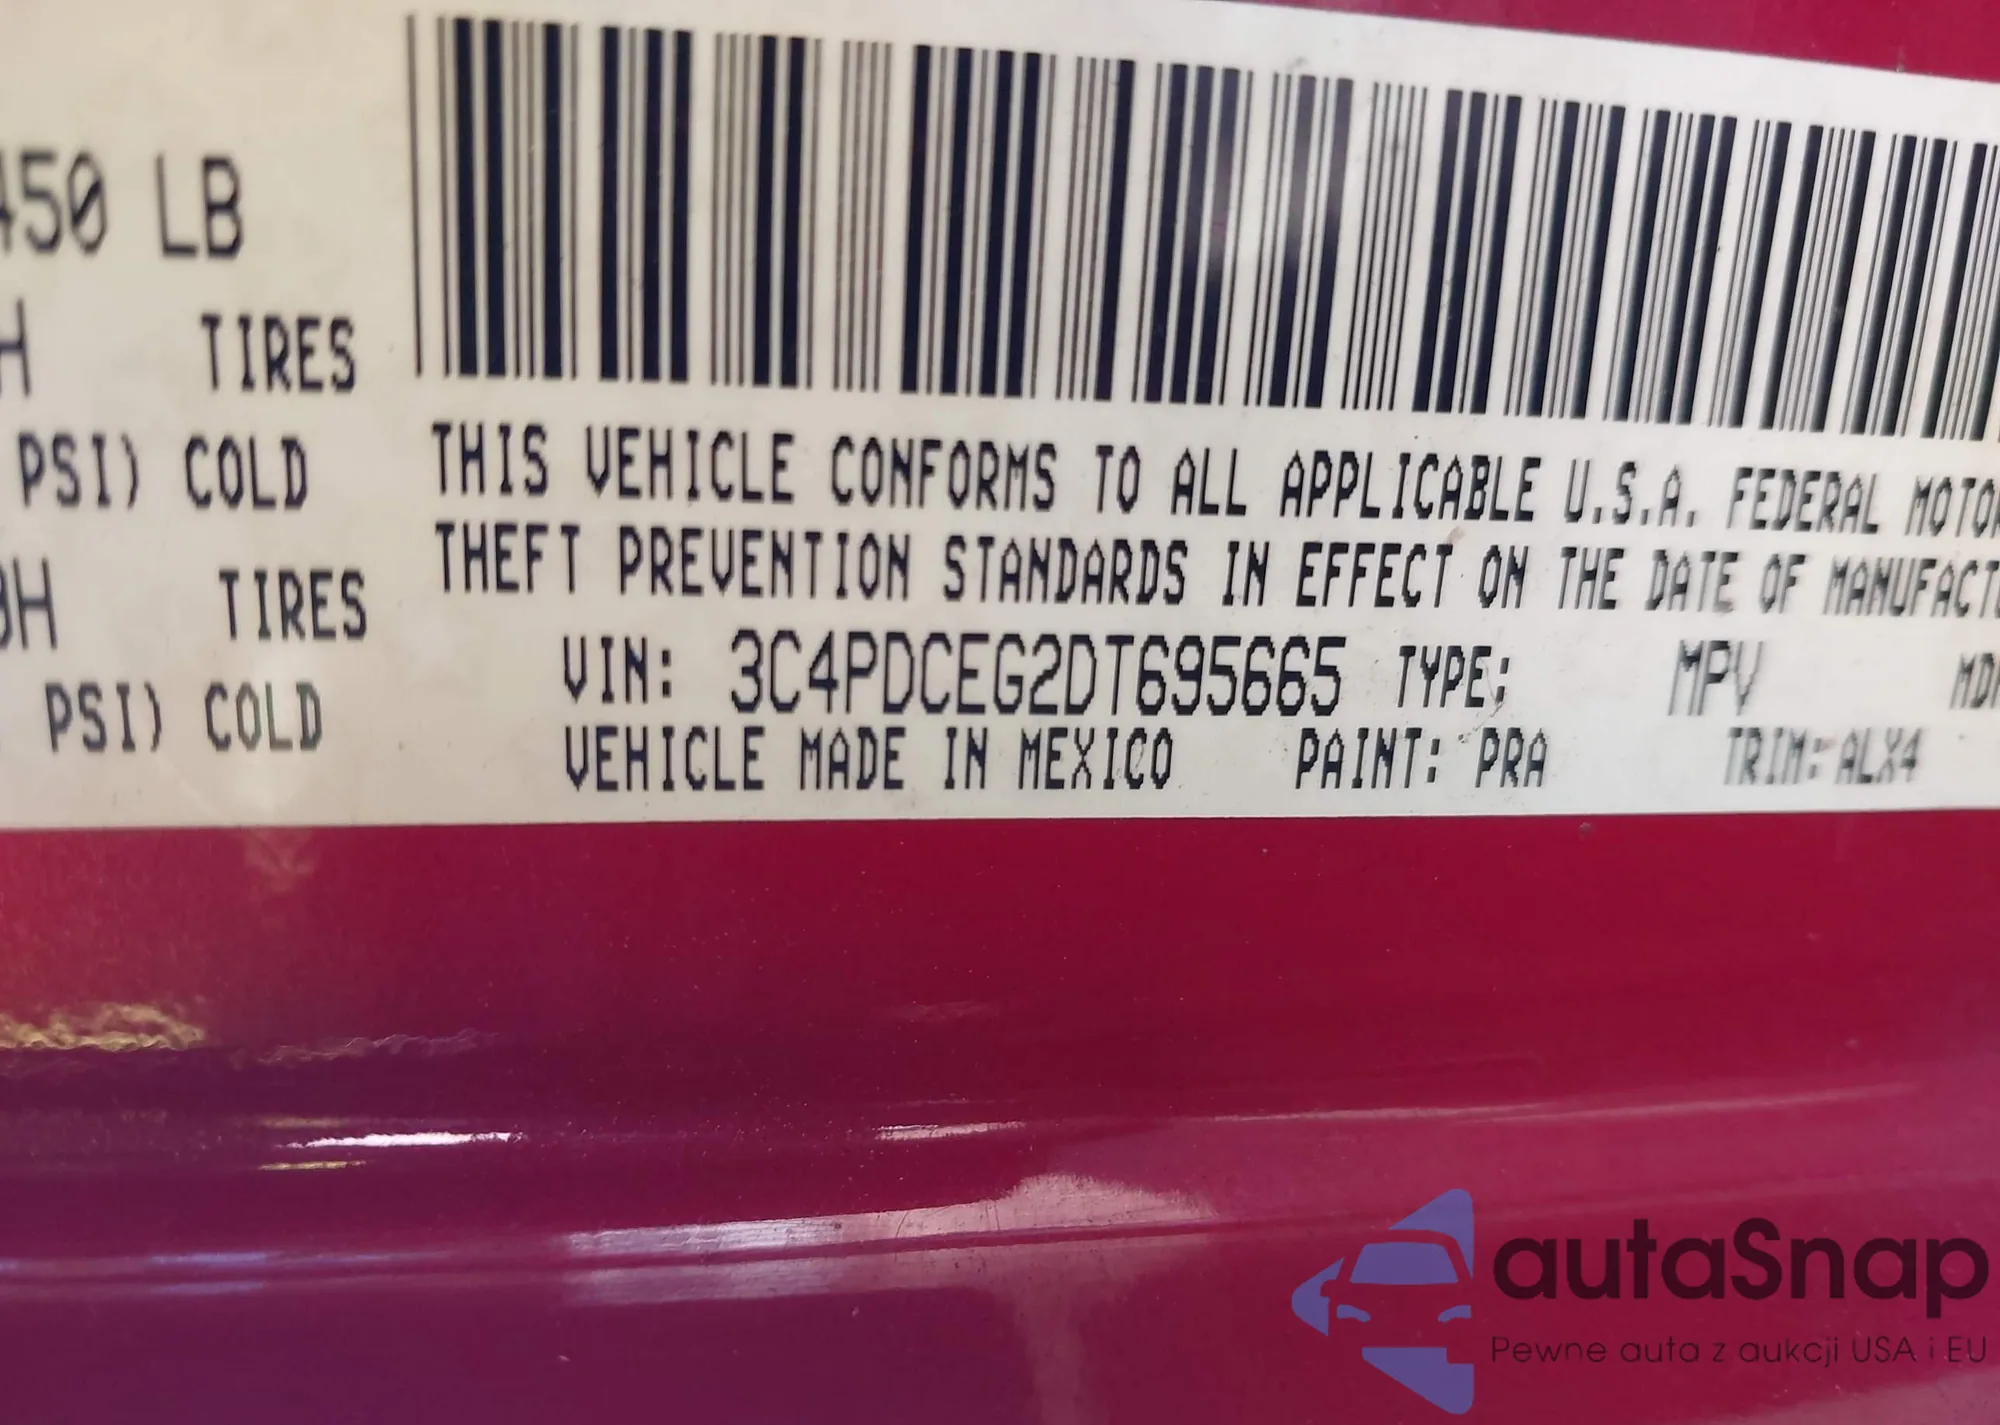 450 LB
H TIRES
PSI) COLD
0H TIRES
PSI) COLD
THIS VEHICLE CONFORMS TO ALL APPLICABLE U.S.A. FEDERAL MOTOR
THEFT PREVENTION STANDARDS IN EFFECT ON THE DATE OF MANUFACT
VIN: 3C4PDCEG2DT695665 TYPE: MPV
VEHICLE MADE IN MEXICO PAINT: PRA TRIM: ALX4
autaSnap
Pewne auta z aukcji USA i EU